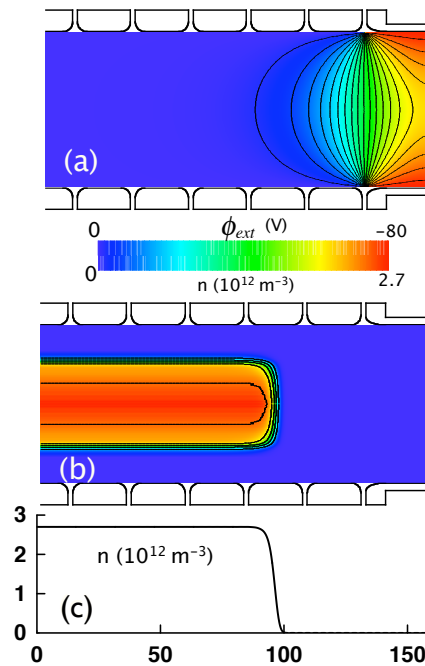 (a)
0 ϕext (V) −80
0 n (10¹² m⁻³) 2.7
(b)
3
2
1
0
n (10¹² m⁻³)
(c)
0 50 100 150